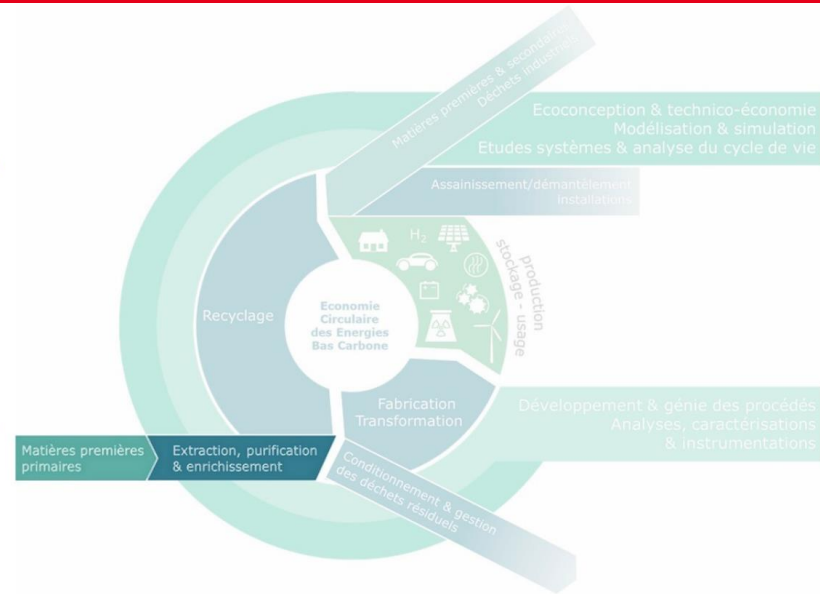 Matières premières & secondaires
Déchets industriels
Ecoconception & technico-économie
Modélisation & simulation
Etudes systèmes & analyse du cycle de vie
Assainissement/démantèlement
installations
H2
production
stockage - usage
Recyclage
Economie
Circulaire
des Energies
Bas Carbone
Fabrication
Transformation
Développement & génie des procédés
Analyses, caractérisations
& instrumentations
Matières premières
primaires
Extraction, purification
& enrichissement
Conditionnement & gestion
des déchets résiduels